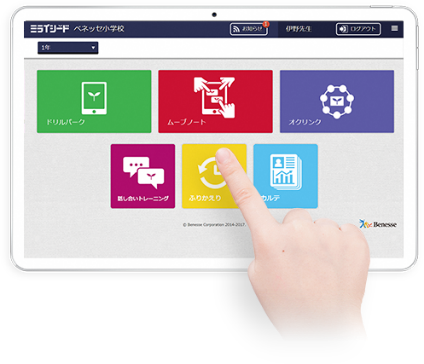 ミライシード ベネッセ小学校
お知らせ
伊野先生
ログアウト
1年
ドリルパーク
ムーブノート
オクリンク
話し合いトレーニング
ふりかえり
カルテ
© Benesse Corporation 2014-2017.
Benesse